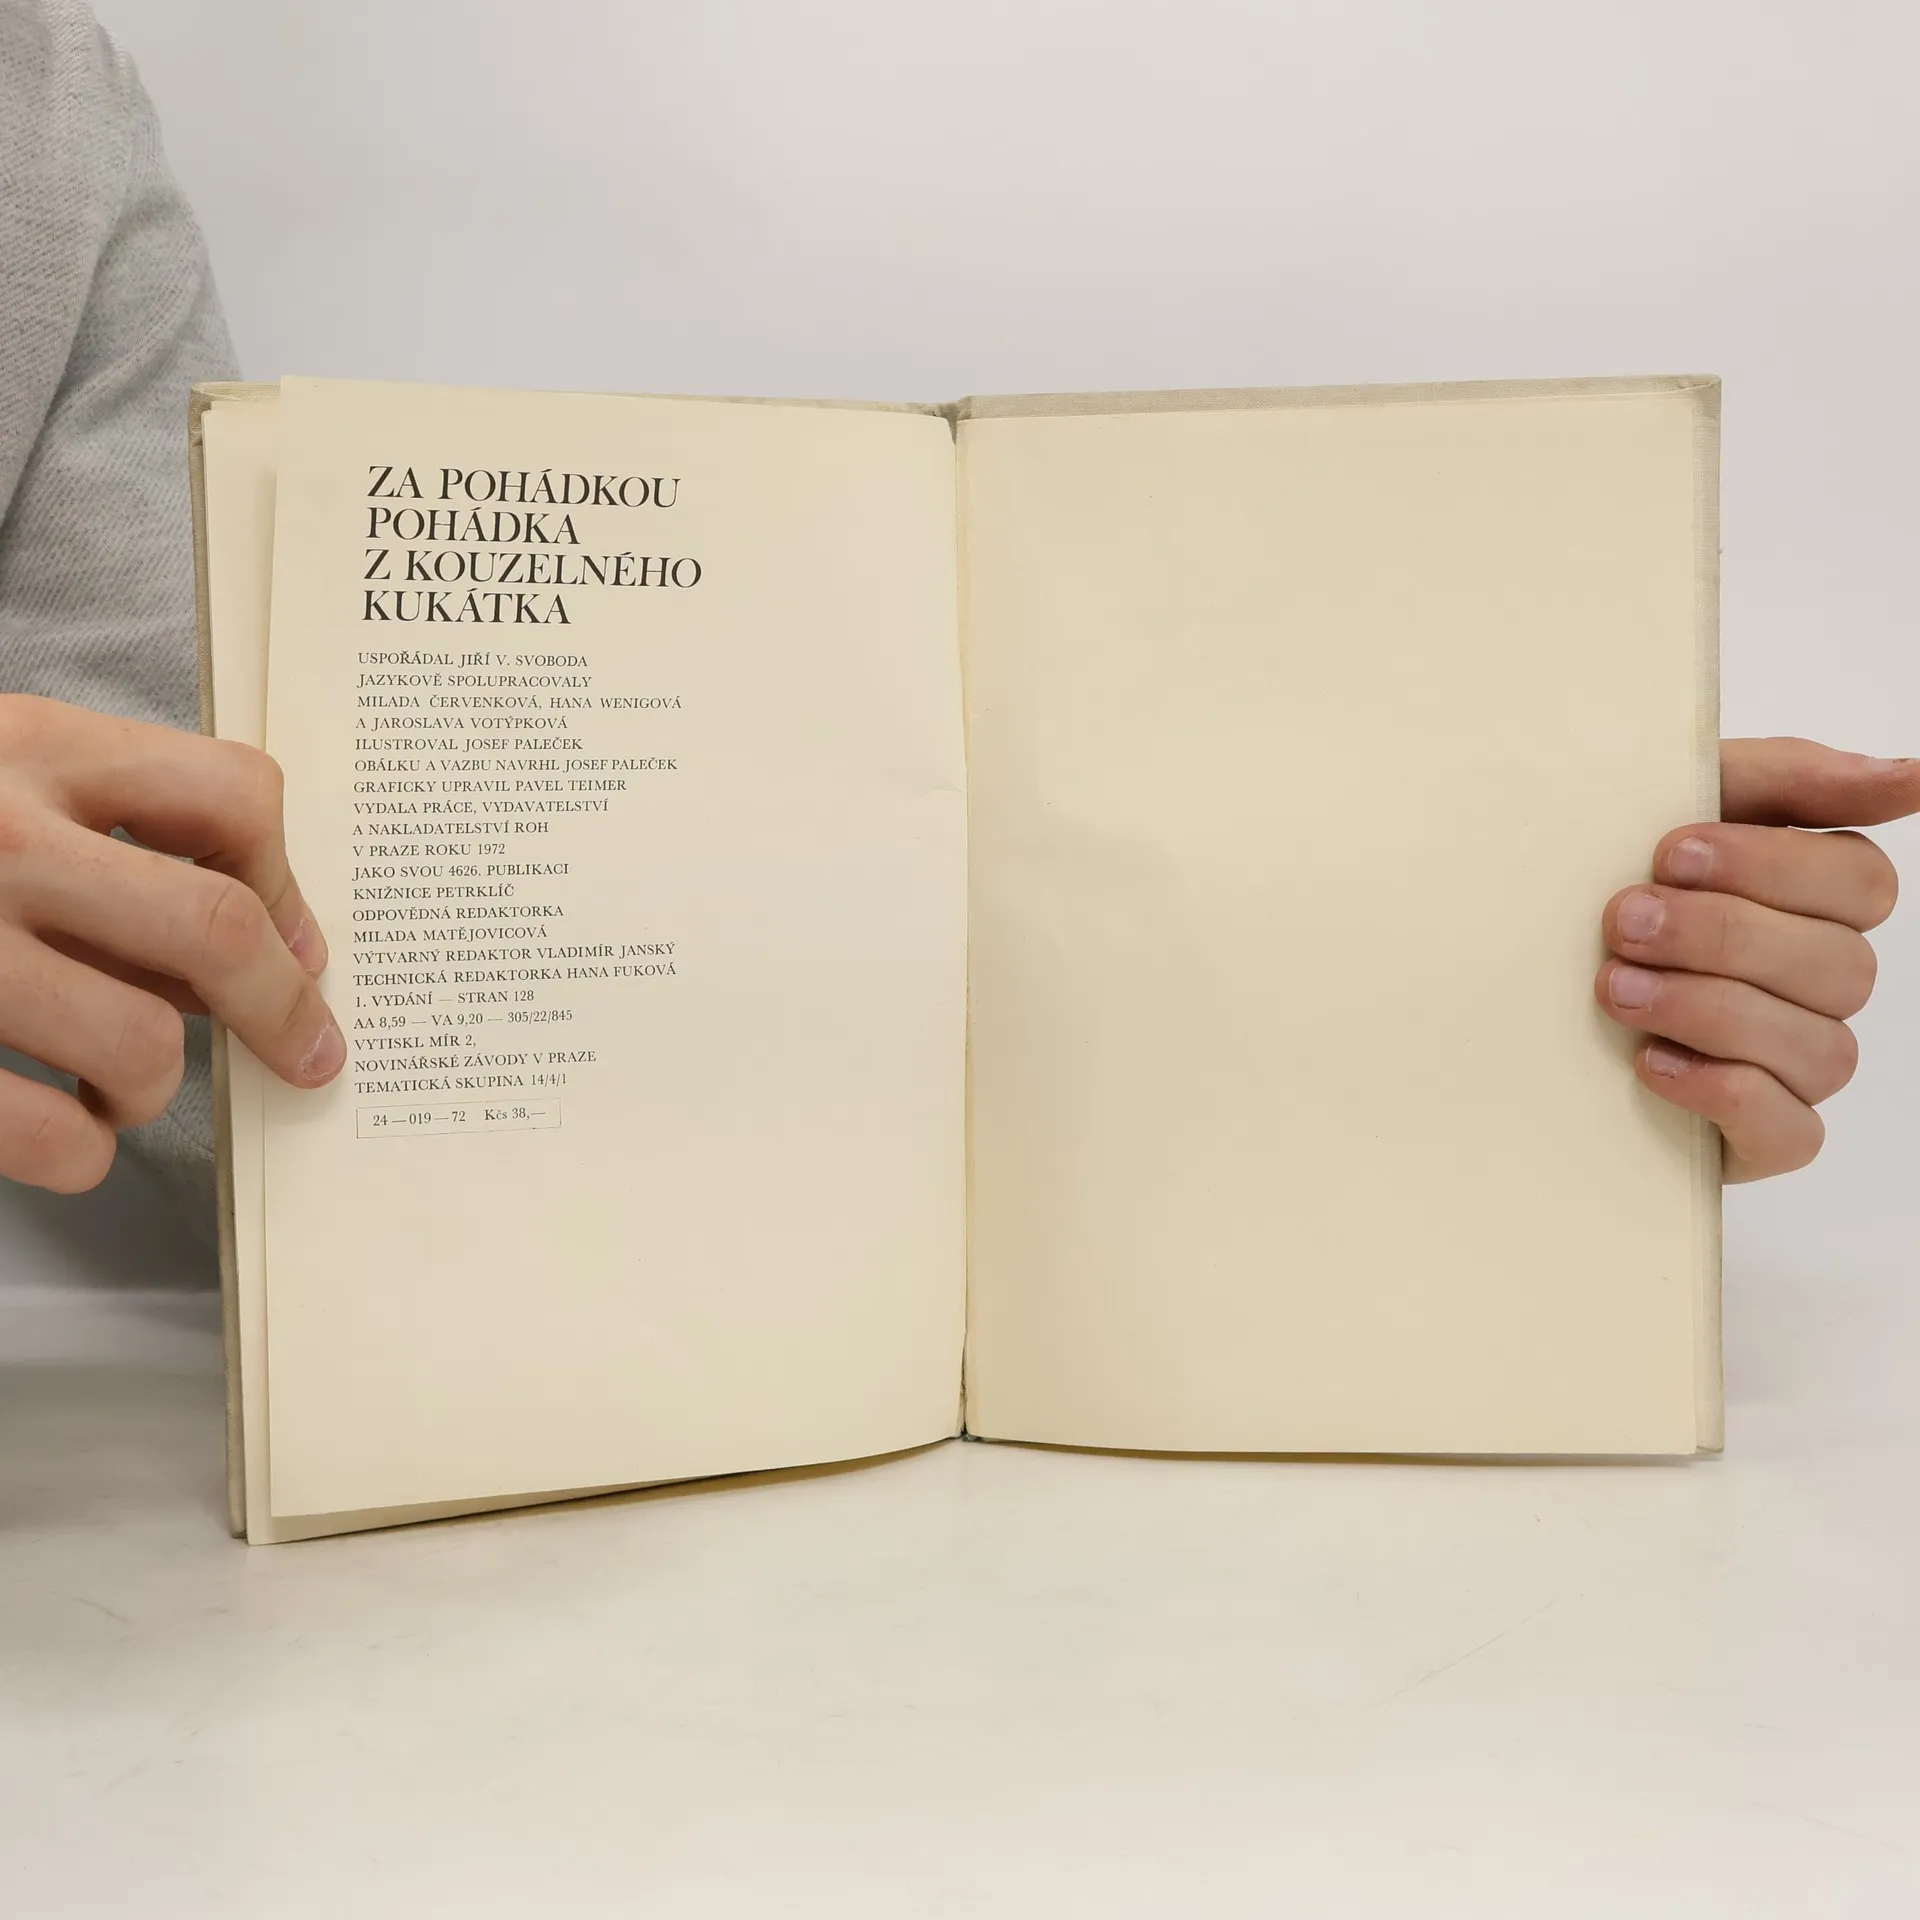 ZA POHÁDKOU
POHÁDKA
Z KOUZELNÉHO
KUKÁTKA
USPOŘÁDAL JIŘÍ V. SVOBODA
JAZYKOVĚ SPOLUPRACOVALY
MILADA ČERVENKOVÁ, HANA WENIGOVÁ
A JAROSLAVA VOTÝPKOVÁ
ILUSTROVAL JOSEF PALEČEK
OBÁLKU A VAZBU NAVRHL JOSEF PALEČEK
GRAFICKY UPRAVIL PAVEL TEIMER
VYDALA PRÁCE, VYDAVATELSTVÍ
A NAKLADATELSTVÍ ROH
V PRAZE ROKU 1972
JAKO SVOU 4626. PUBLIKACI
KNIŽNICE PETRKLÍČ
ODPOVĚDNÁ REDAKTORKA
MILADA MATĚJOVICOVÁ
VÝTVARNÝ REDAKTOR VLADIMÍR JANSKÝ
TECHNICKÁ REDAKTORKA HANA FUKOVÁ
1. VYDÁNÍ — STRAN 128
AA 8,59 — VA 9,20 — 305/22/845
VYTISKL MÍR 2,
NOVINÁŘSKÉ ZÁVODY V PRAZE
TEMATICKÁ SKUPINA 14/4/1
24 — 019 — 72 Kčs 38,—